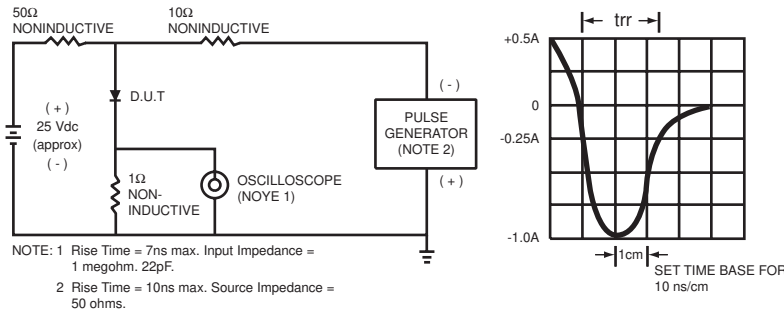 50Ω
NONINDUCTIVE
10Ω
NONINDUCTIVE
( + )
25 Vdc
(approx)
( - )
D.U.T
1Ω
NON-
INDUCTIVE
OSCILLOSCOPE
(NOYE 1)
( - )
PULSE
GENERATOR
(NOTE 2)
( + )
NOTE: 1 Rise Time = 7ns max. Input Impedance =
1 megohm. 22pF.
2 Rise Time = 10ns max. Source Impedance =
50 ohms.
trr
+0.5A
0
-0.25A
-1.0A
1cm
SET TIME BASE FOR
10 ns/cm